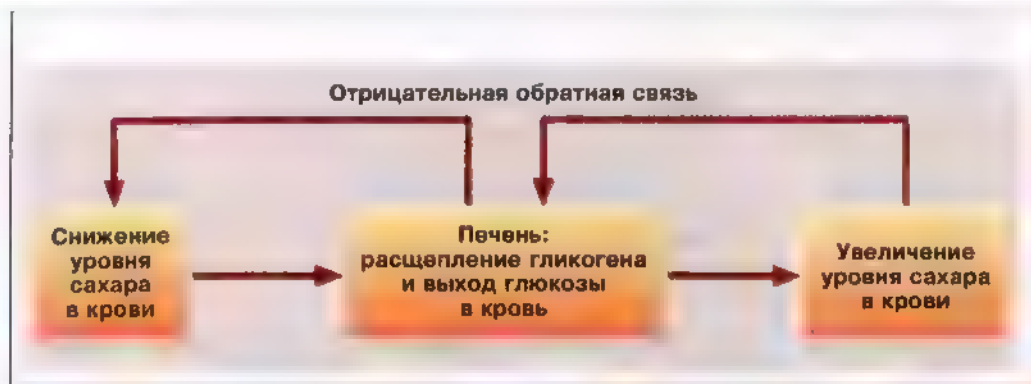 Отрицательная обратная связь
Снижение
уровня
сахара
в крови
Печень:
расщепление гликогена
и выход глюкозы
в кровь
Увеличение
уровня сахара
в крови